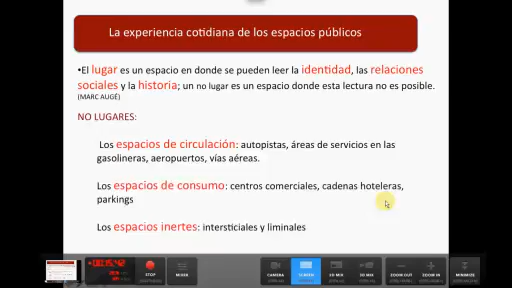 La experiencia cotidiana de los espacios públicos
•El lugar es un espacio en donde se pueden leer la identidad, las relaciones
sociales y la historia; un no lugar es un espacio donde esta lectura no es posible.
(MARC AUGÉ)
NO LUGARES:
Los espacios de circulación: autopistas, áreas de servicios en las
gasolineras, aeropuertos, vías aéreas.
Los espacios de consumo: centros comerciales, cadenas hoteleras,
parkings
Los espacios inertes: intersticiales y liminales
STOP
MIXER
CAMERA
SCREEN
ZOOM OUT
ZOOM IN
MINIMIZE